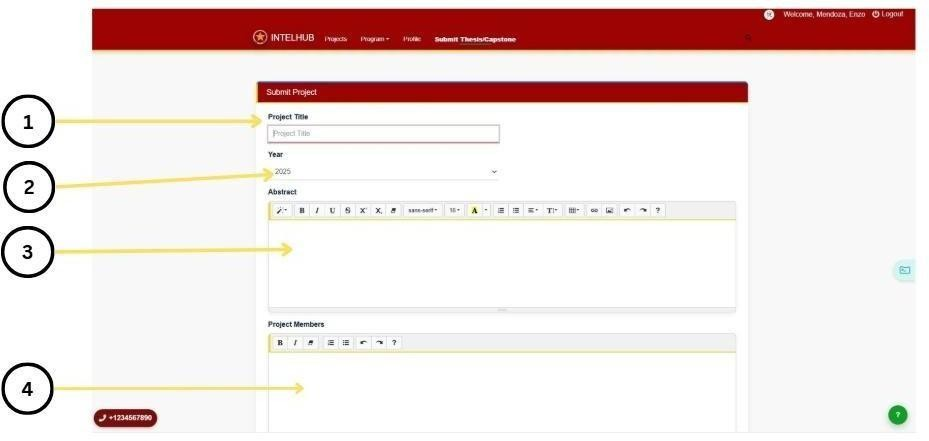 Welcome, Mendoza, Enzo Logout
INTELHUB Projects Program Profile Submit Thesis/Capstone
Submit Project
1
Project Title
Project Title
Year
2
2025
Abstract
B I U S X² X₂ sans-serif 16 A T ?
3
Project Members
B I ?
4
+1234567890
?